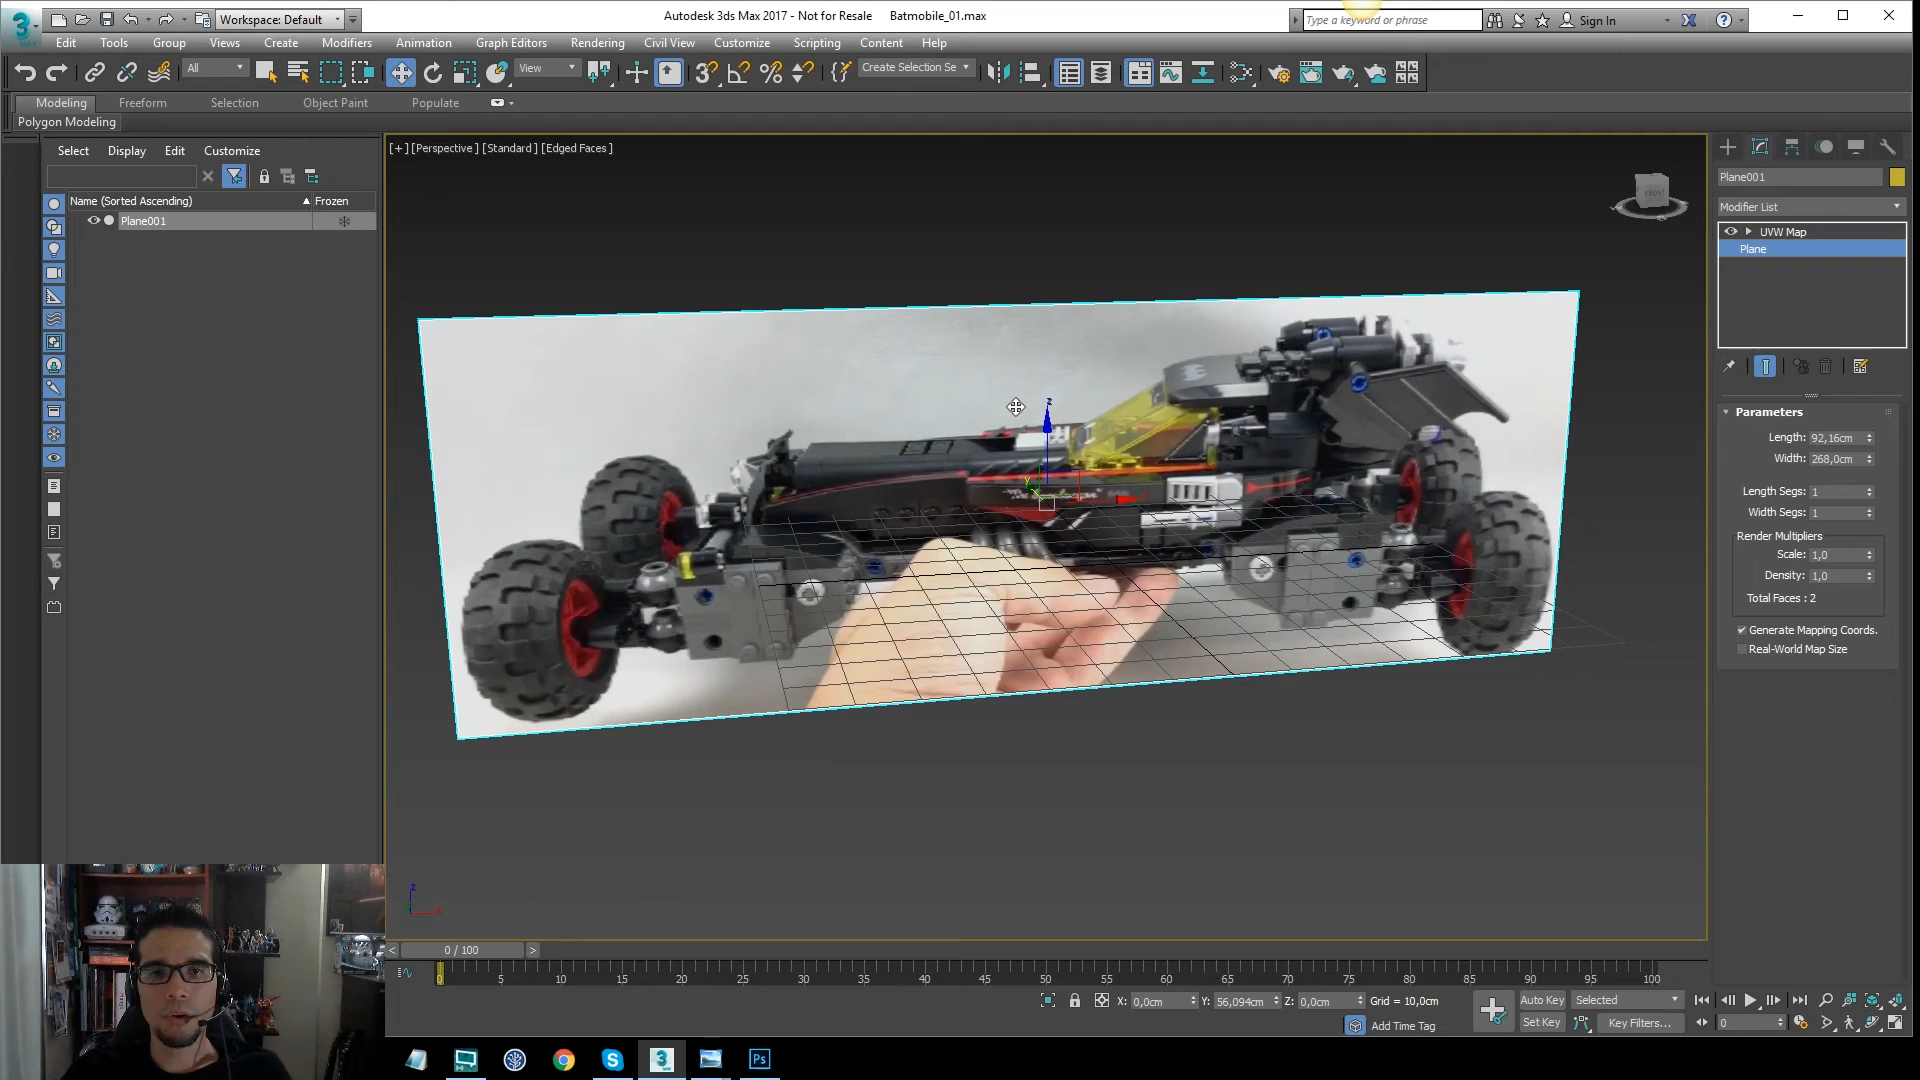 3 MAX
Workspace: Default
Autodesk 3ds Max 2017 - Not for Resale Batmobile_01.max
Type a keyword or phrase
Sign In
Edit Tools Group Views Create Modifiers Animation Graph Editors Rendering Civil View Customize Scripting Content Help
All
View
Create Selection Se
Modeling Freeform Selection Object Paint Populate
Polygon Modeling
Select Display Edit Customize
Name (Sorted Ascending) Frozen
Plane001
[+] [Perspective ] [Standard ] [Edged Faces ]
FRONT
Plane001
Modifier List
UVW Map
Plane
Parameters
Length: 92,16cm
Width: 268,0cm
Length Segs: 1
Width Segs: 1
Render Multipliers
Scale: 1,0
Density: 1,0
Total Faces : 2
Generate Mapping Coords.
Real-World Map Size
z
y
z
0 / 100
0 5 10 15 20 25 30 35 40 45 50 55 60 65 70 75 80 85 90 95 100
X: 0,0cm Y: 56,094cm Z: 0,0cm Grid = 10,0cm
Add Time Tag
Auto Key Selected
Set Key Key Filters...
0
S 3 MAX Ps